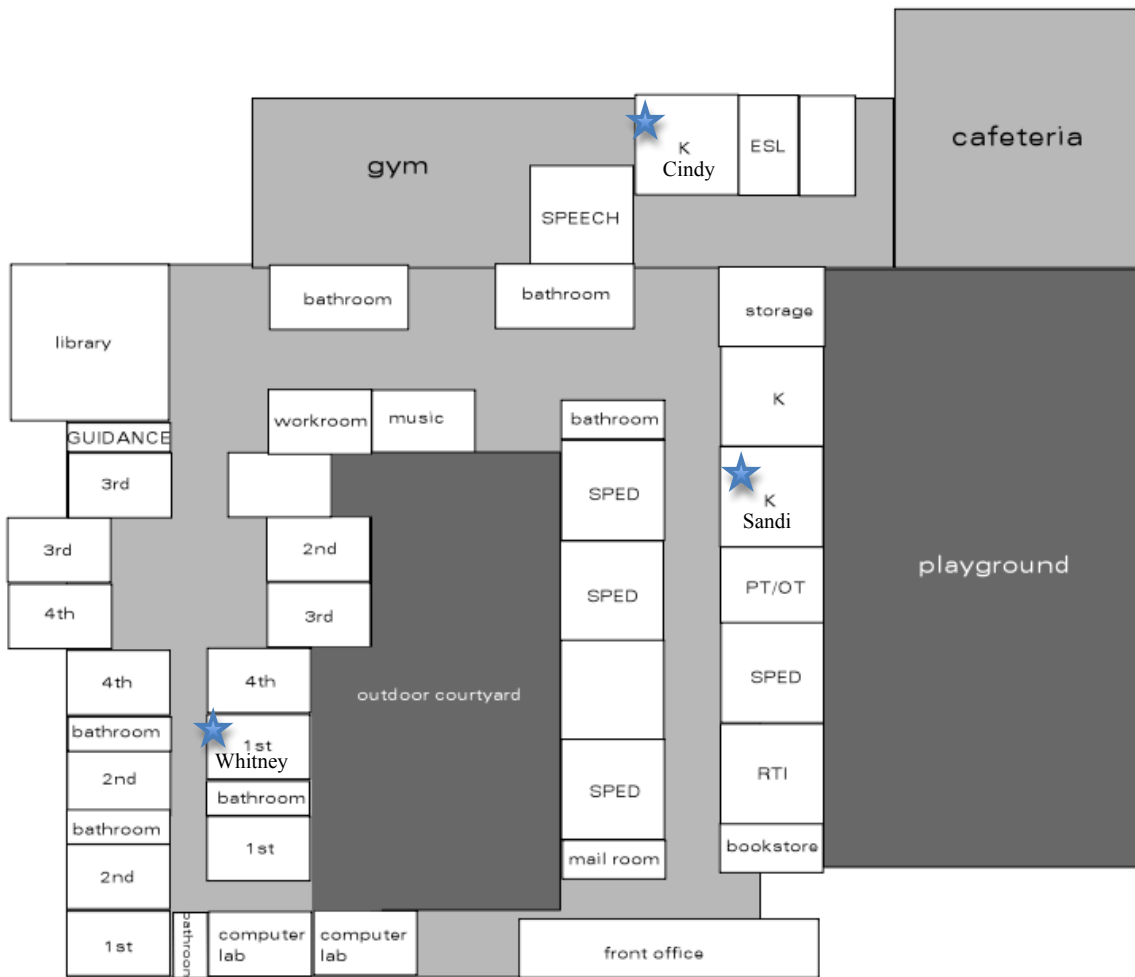 cafeteria
gym
K
Cindy
ESL
SPEECH
bathroom
bathroom
storage
library
K
workroom
music
bathroom
GUIDANCE
3rd
SPED
K
Sandi
3rd
2nd
playground
4th
3rd
SPED
PT/OT
4th
4th
outdoor courtyard
SPED
bathroom
1st
Whitney
2nd
bathroom
SPED
RTI
bathroom
1st
bookstore
mail room
2nd
1st
bathroom
computer
lab
computer
lab
front office